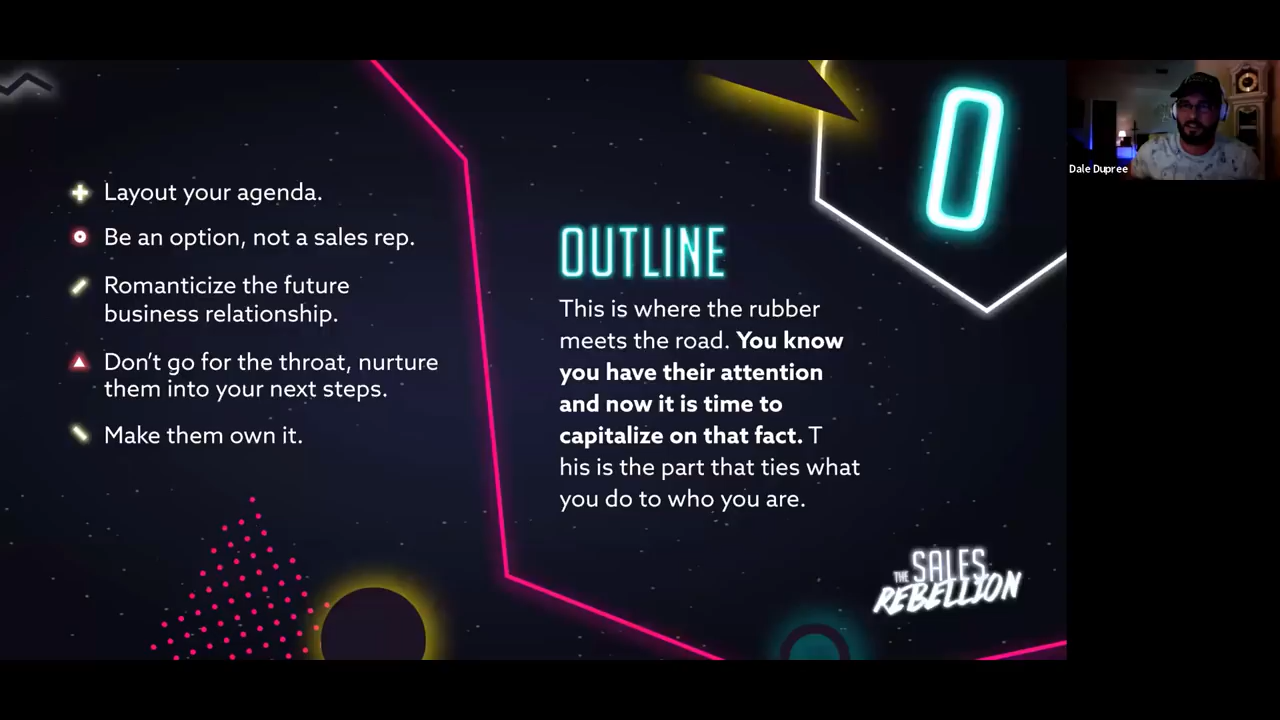 Layout your agenda.
Be an option, not a sales rep.
Romanticize the future
business relationship.
Don't go for the throat, nurture
them into your next steps.
Make them own it.
O
OUTLINE
This is where the rubber
meets the road. You know
you have their attention
and now it is time to
capitalize on that fact. T
his is the part that ties what
you do to who you are.
THE SALES
REBELLION
Dale Dupree